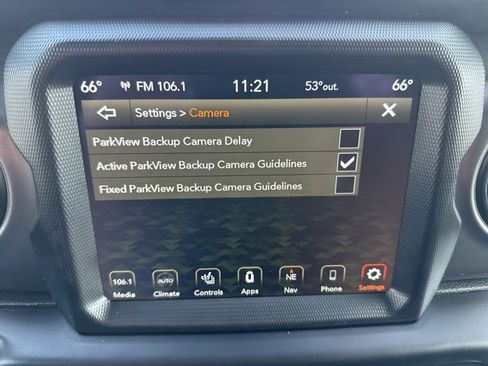 66° FM 106.1 11:21 53°out. 66°
Settings > Camera
ParkView Backup Camera Delay
Active ParkView Backup Camera Guidelines
Fixed ParkView Backup Camera Guidelines
106.1 AUTO NE
Media Climate Controls Apps Nav Phone Settings